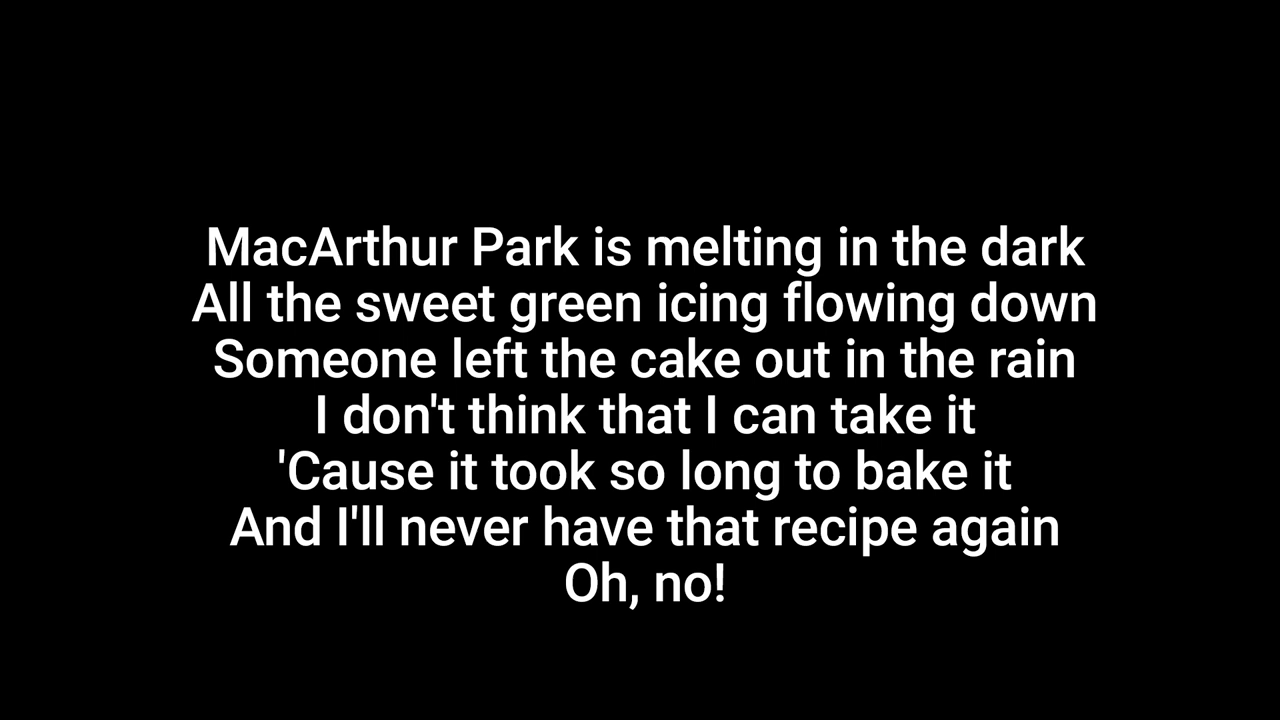 MacArthur Park is melting in the dark
All the sweet green icing flowing down
Someone left the cake out in the rain
I don't think that I can take it
'Cause it took so long to bake it
And I'll never have that recipe again
Oh, no!